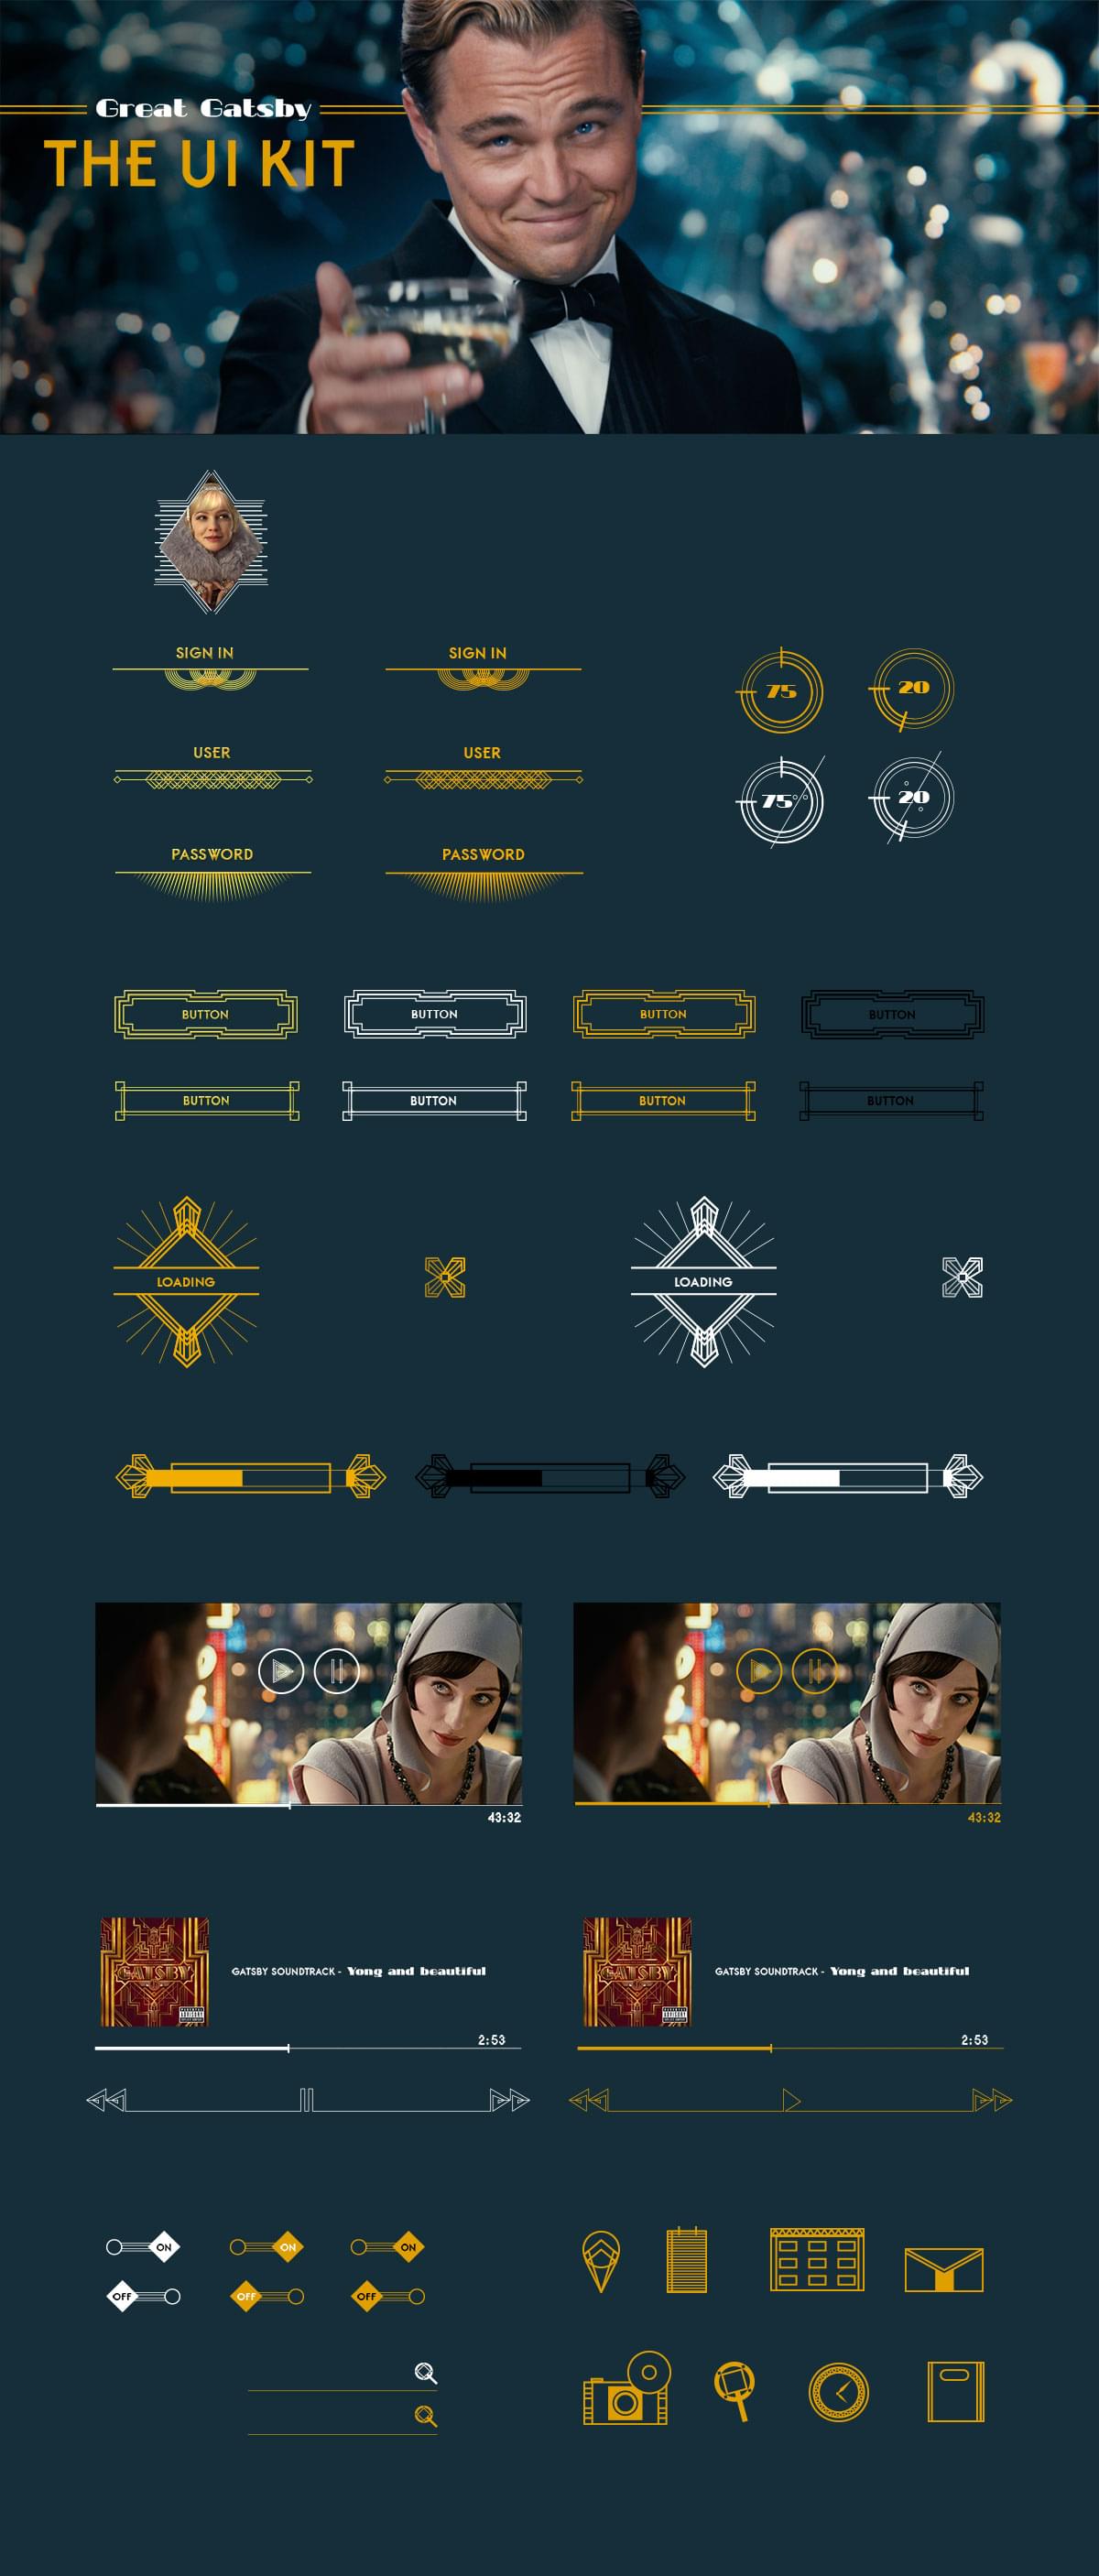 Great Gatsby
THE UI KIT
SIGN IN
SIGN IN
75
20
USER
USER
75°
20
PASSWORD
PASSWORD
BUTTON
BUTTON
BUTTON
BUTTON
BUTTON
BUTTON
BUTTON
BUTTON
LOADING
LOADING
43:32
43:32
GATSBY
GATSBY SOUNDTRACK - Yong and beautiful
GATSBY
GATSBY SOUNDTRACK - Yong and beautiful
2:53
2:53
ON
ON
ON
OFF
OFF
OFF